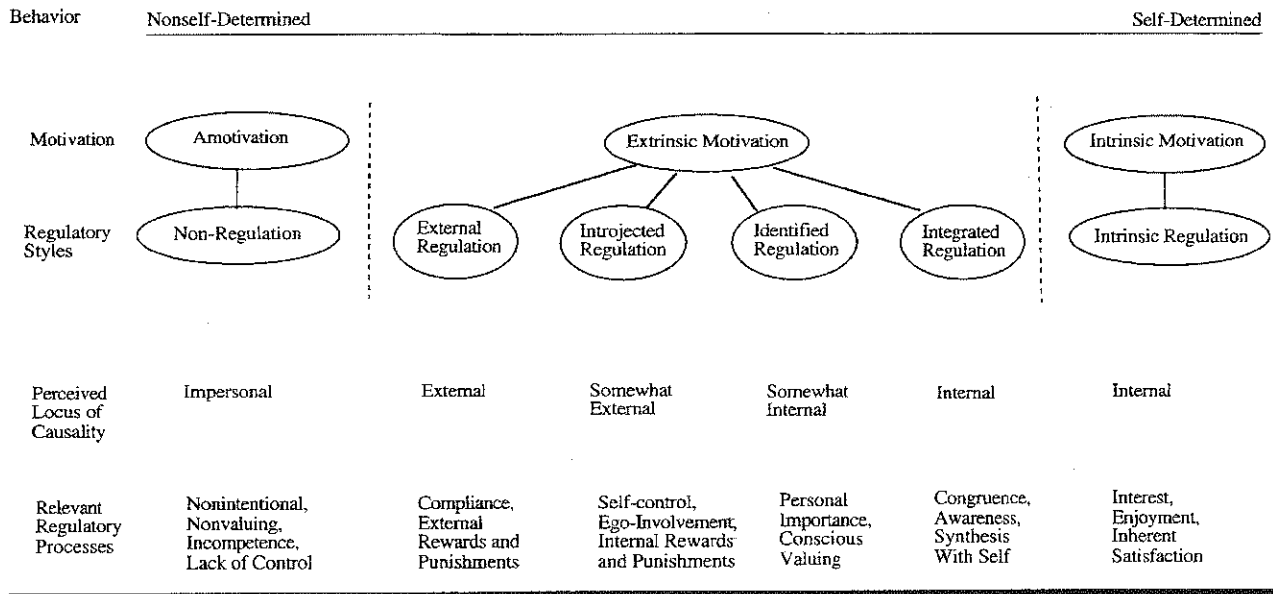 Behavior Nonself-Determined Self-Determined
Motivation Amotivation Extrinsic Motivation Intrinsic Motivation
Regulatory
Styles
Non-Regulation
External
Regulation
Introjected
Regulation
Identified
Regulation
Integrated
Regulation
Intrinsic Regulation
Perceived
Locus of
Causality
Impersonal
External
Somewhat
External
Somewhat
Internal
Internal
Internal
Relevant
Regulatory
Processes
Nonintentional,
Nonvaluing,
Incompetence,
Lack of Control
Compliance,
External
Rewards and
Punishments
Self-control,
Ego-Involvement,
Internal Rewards
and Punishments
Personal
Importance,
Conscious
Valuing
Congruence,
Awareness,
Synthesis
With Self
Interest,
Enjoyment,
Inherent
Satisfaction